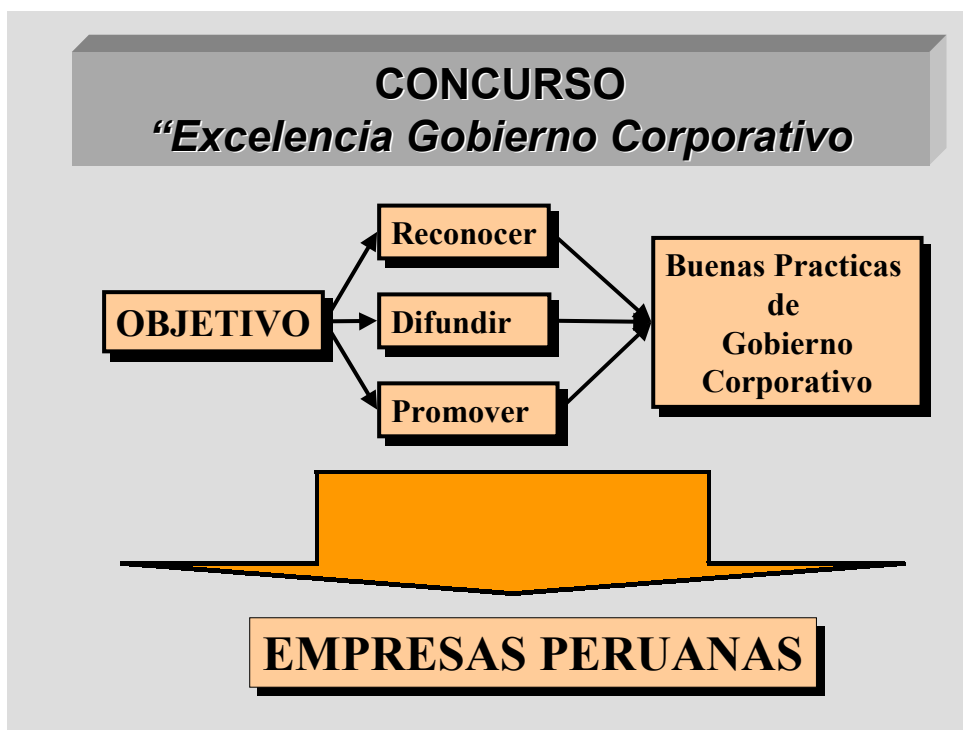 CONCURSO
“Excelencia Gobierno Corporativo
Reconocer
OBJETIVO
Difundir
Promover
Buenas Practicas
de
Gobierno
Corporativo
EMPRESAS PERUANAS